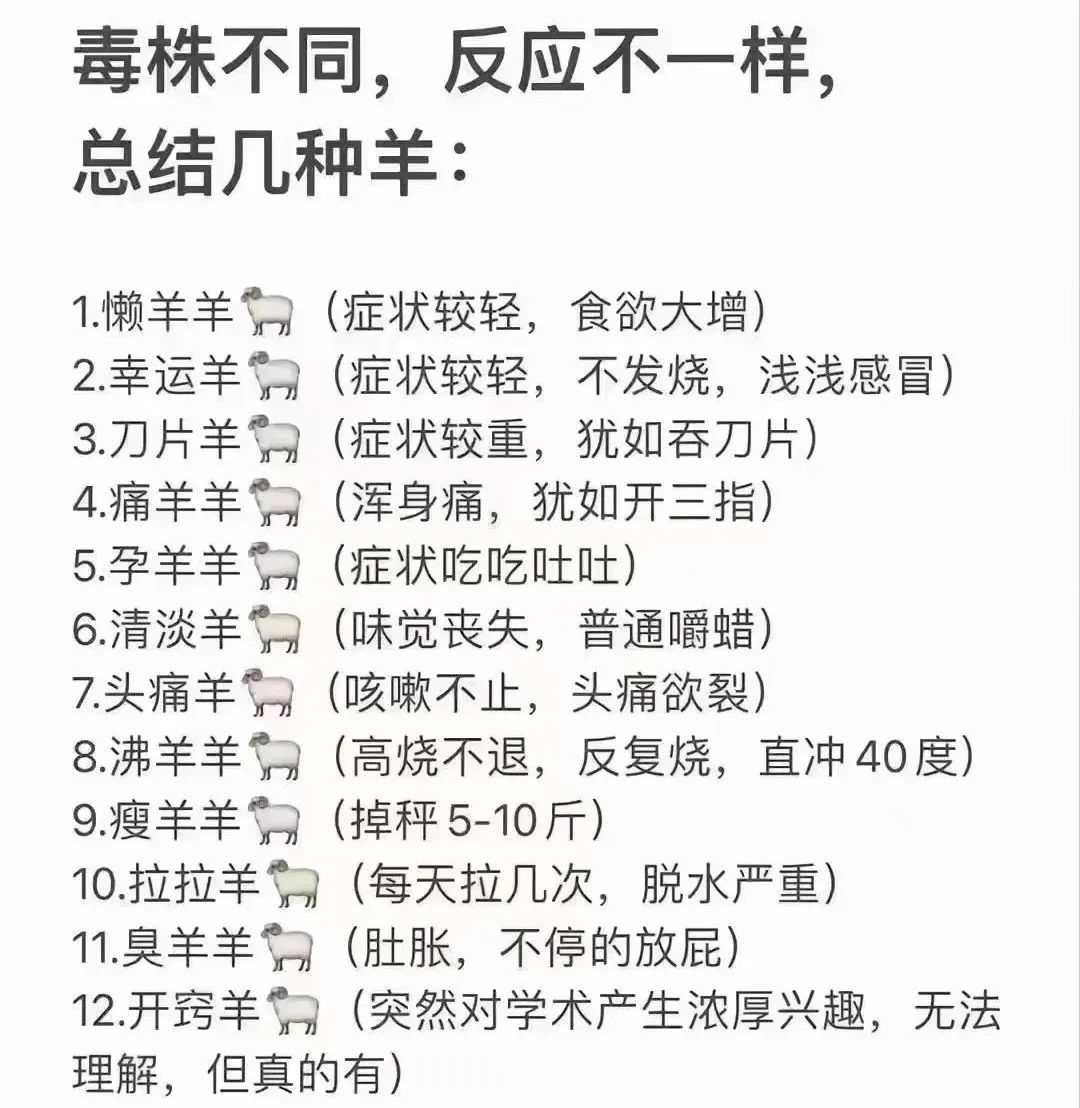 毒株不同，反应不一样，
总结几种羊：
1.懒羊羊🐏（症状较轻，食欲大增）
2.幸运羊🐏（症状较轻，不发烧，浅浅感冒）
3.刀片羊🐏（症状较重，犹如吞刀片）
4.痛羊羊🐏（浑身痛，犹如开三指）
5.孕羊羊🐏（症状吃吃吐吐）
6.清淡羊🐏（味觉丧失，普通嚼蜡）
7.头痛羊🐏（咳嗽不止，头痛欲裂）
8.沸羊羊🐏（高烧不退，反复烧，直冲40度）
9.瘦羊羊🐏（掉秤5-10斤）
10.拉拉羊🐏（每天拉几次，脱水严重）
11.臭羊羊🐏（肚胀，不停的放屁）
12.开窍羊🐏（突然对学术产生浓厚兴趣，无法
理解，但真的有）